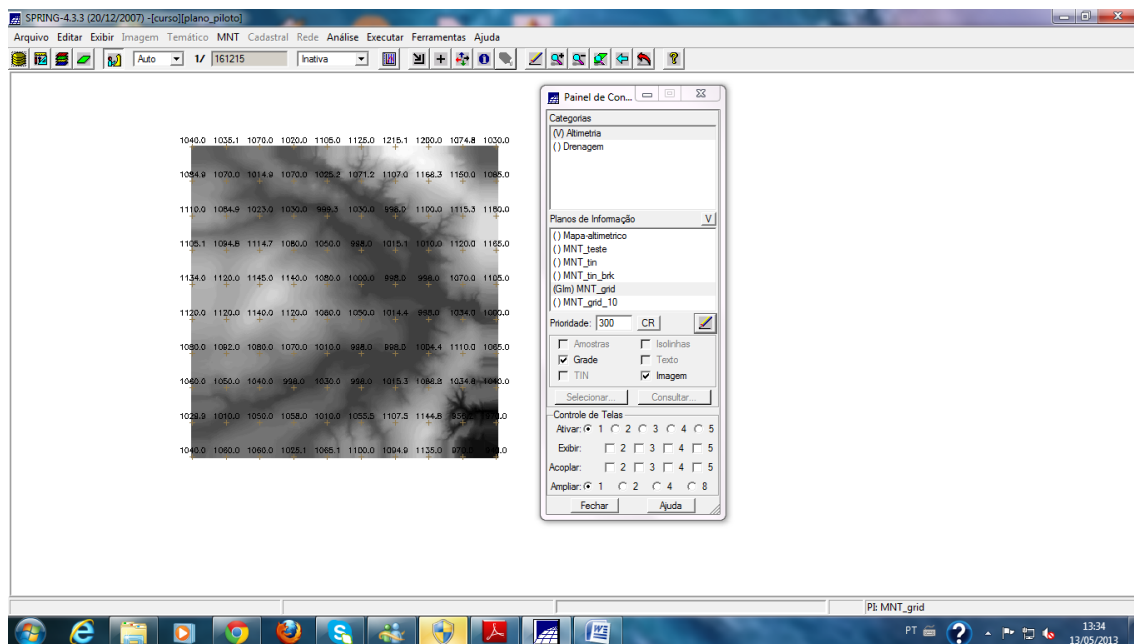 SPRING-4.3.3 (20/12/2007) -[curso][plano_piloto]
Arquivo Editar Exibir Imagem Temático MNT Cadastral Rede Análise Executar Ferramentas Ajuda
Auto 1/ 161215 Inativa
Painel de Con...
Categorias
(V) Altimetria
( ) Drenagem
Planos de Informação V
( ) Mapa-altimetrico
( ) MNT_teste
( ) MNT_tin
( ) MNT_tin_brk
(GIm) MNT_grid
( ) MNT_grid_10
Prioridade: 300 CR
Amostras Isolinhas
Grade Texto
TIN Imagem
Selecionar... Consultar...
Controle de Telas
Ativar: 1 2 3 4 5
Exibir: 2 3 4 5
Acoplar: 2 3 4 5
Ampliar: 1 2 4 8
Fechar Ajuda
1040.0 1035.1 1070.0 1020.0 1105.0 1125.0 1215.1 1200.0 1074.8 1030.0
1084.9 1070.0 1014.9 1070.0 1025.2 1071.2 1107.0 1166.3 1150.0 1085.0
1110.0 1084.9 1023.0 1030.0 999.3 1030.0 998.0 1100.0 1115.3 1180.0
1105.1 1094.8 1114.7 1080.0 1050.0 998.0 1015.1 1010.0 1120.0 1165.0
1134.0 1120.0 1145.0 1140.0 1080.0 1000.0 998.0 998.0 1070.0 1105.0
1120.0 1120.0 1140.0 1120.0 1060.0 1050.0 1014.4 998.0 1034.0 1000.0
1080.0 1092.0 1080.0 1070.0 1010.0 998.0 998.0 1004.4 1110.0 1065.0
1060.0 1050.0 1040.0 998.0 1030.0 998.0 1015.3 1086.8 1034.8 1040.0
1028.9 1010.0 1050.0 1058.0 1010.0 1055.5 1107.5 1144.8
1040.0 1060.0 1060.0 1025.1 1065.1 1100.0 1094.9 1135.0 970.0
PI: MNT_grid
PT
13:34
13/05/2013